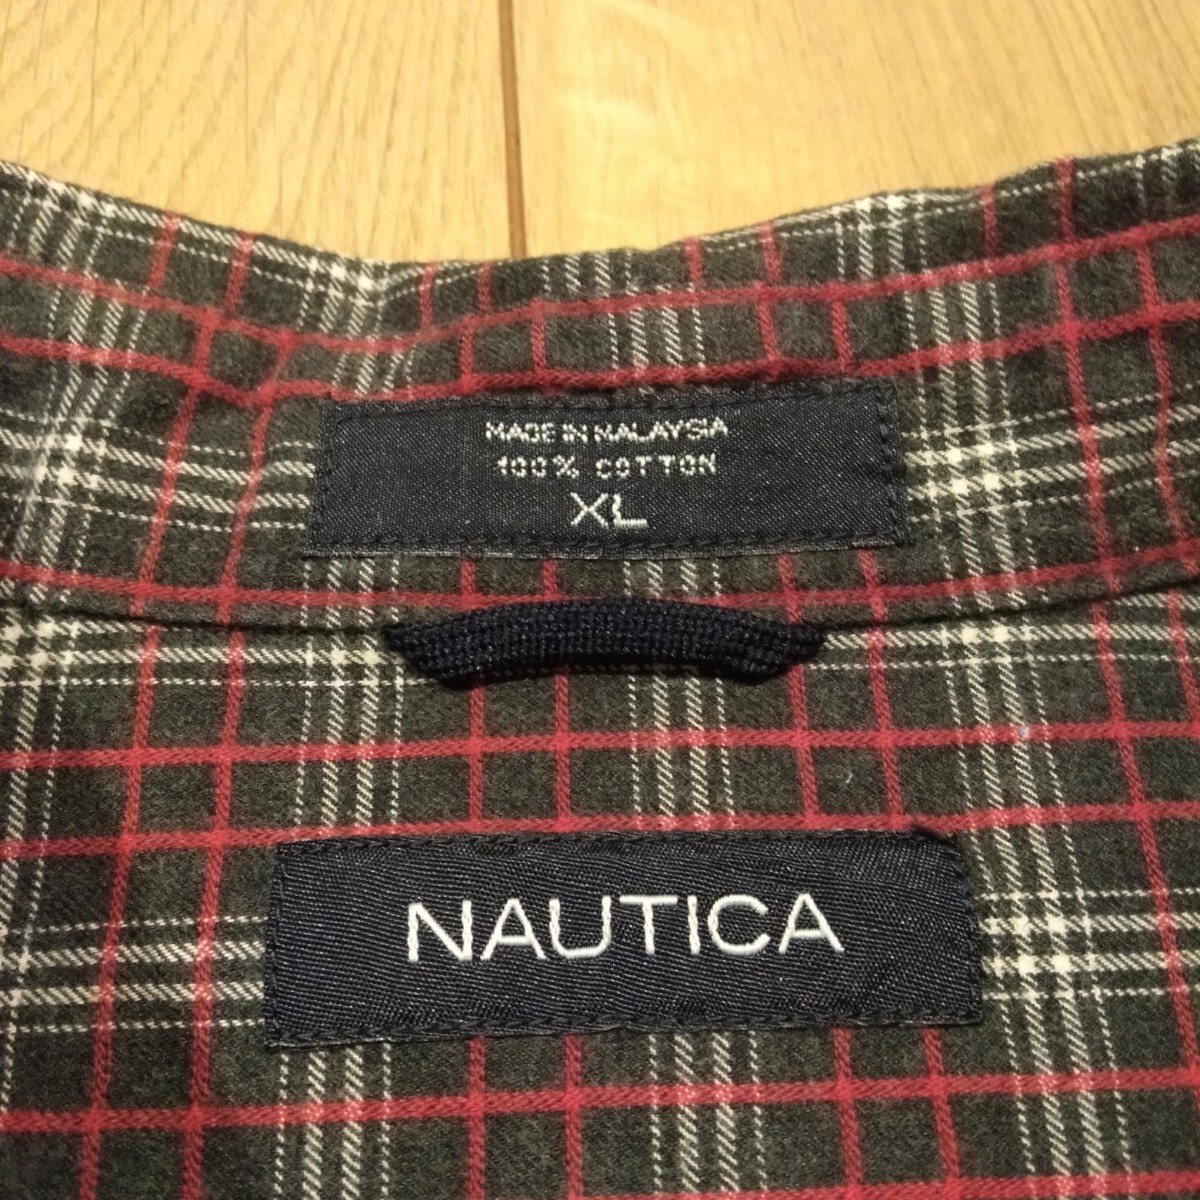 MADE IN MALAYSIA
100% COTTON
XL
NAUTICA